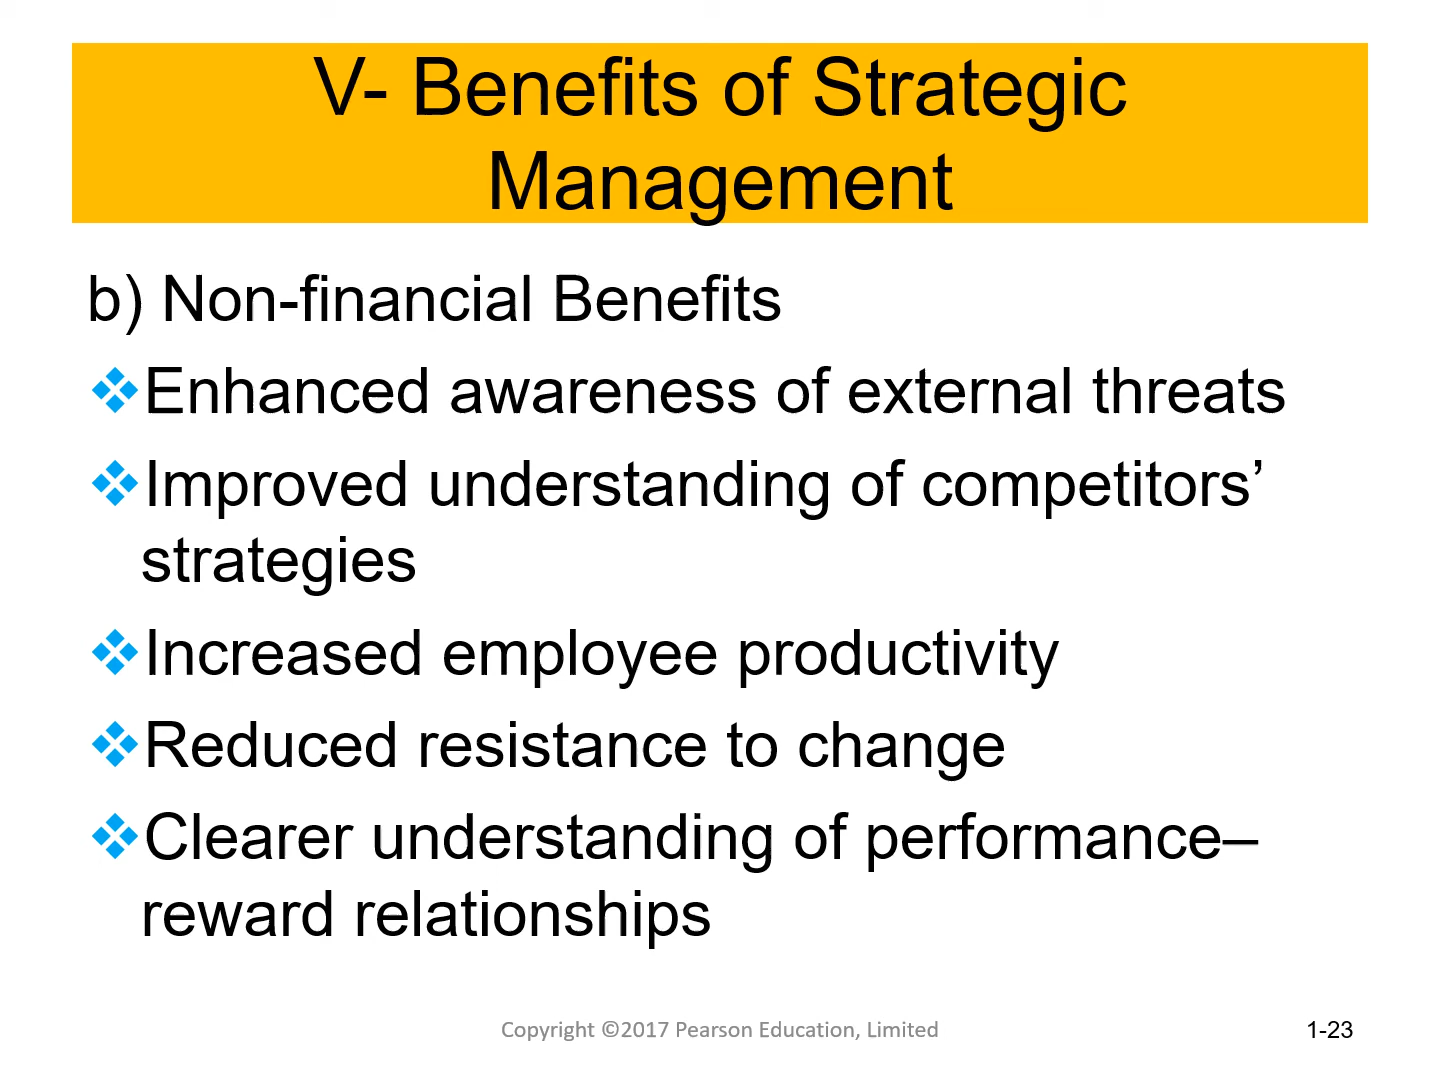 V- Benefits of Strategic
Management
b) Non-financial Benefits
❖Enhanced awareness of external threats
❖Improved understanding of competitors’
strategies
❖Increased employee productivity
❖Reduced resistance to change
❖Clearer understanding of performance–
reward relationships
Copyright ©2017 Pearson Education, Limited
1-23